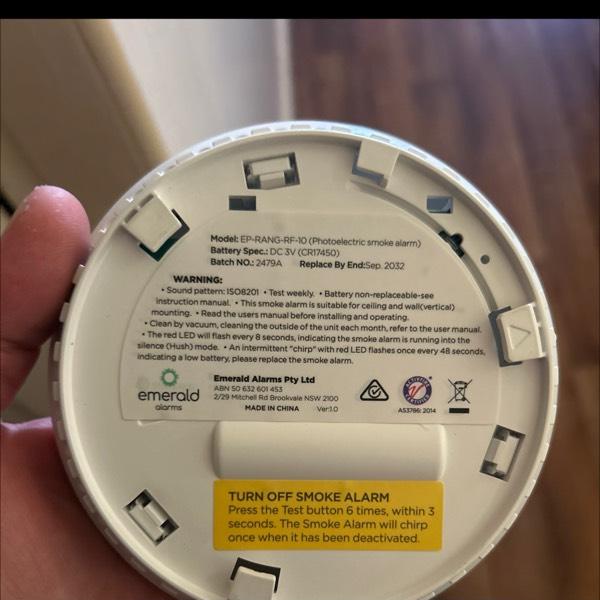 Model: EP-RANG-RF-10 (Photoelectric smoke alarm)
Battery Spec.: DC 3V (CR17450)
Batch NO.: 2479A Replace By End: Sep. 2032
WARNING:
• Sound pattern: ISO8201 • Test weekly. • Battery non-replaceable-see
instruction manual. • This smoke alarm is suitable for ceiling and wall(vertical)
mounting. • Read the users manual before installing and operating.
• Clean by vacuum, cleaning the outside of the unit each month, refer to the user manual.
• The red LED will flash every 8 seconds, indicating the smoke alarm is running into the
silence (Hush) mode. • An intermittent "chirp" with red LED flashes once every 48 seconds,
indicating a low battery, please replace the smoke alarm.
emerald
alarms
Emerald Alarms Pty Ltd
ABN 50 632 601 453
2/29 Mitchell Rd Brookvale NSW 2100
MADE IN CHINA Ver:1.0
AS3786: 2014
TURN OFF SMOKE ALARM
Press the Test button 6 times, within 3
seconds. The Smoke Alarm will chirp
once when it has been deactivated.